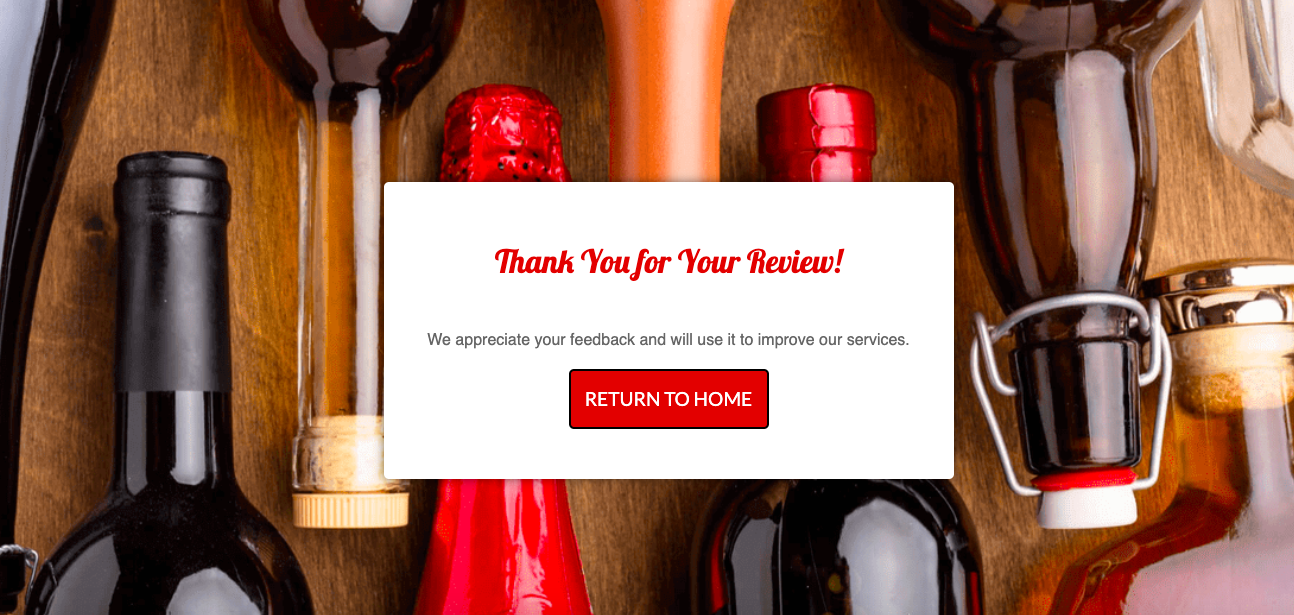 Thank You for Your Review!
We appreciate your feedback and will use it to improve our services.
RETURN TO HOME